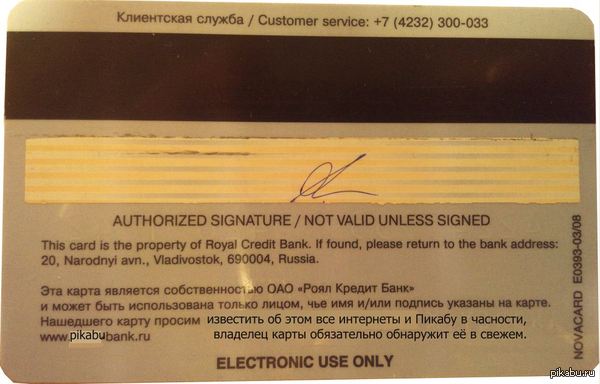 Клиентская служба / Customer service: +7 (4232) 300-033
AUTHORIZED SIGNATURE / NOT VALID UNLESS SIGNED
This card is the property of Royal Credit Bank. If found, please return to the bank address:
20, Narodnyi avn., Vladivostok, 690004, Russia.
Эта карта является собственностью ОАО «Роял Кредит Банк»
и может быть использована только лицом, чье имя и/или подпись указаны на карте.
Нашедшего карту просим известить об этом все интернеты и Пикабу в часности,
www.pikabubank.ru владелец карты обязательно обнаружит её в свежем.
ELECTRONIC USE ONLY
NOVACARD E0393-03/08
pikabu.ru